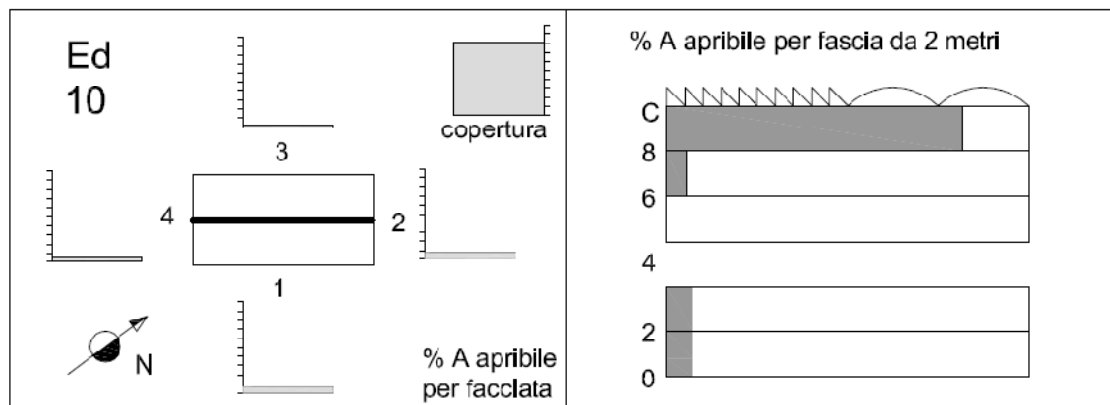 Ed
10
copertura
3
4
2
1
N
% A apribile
per facciata
% A apribile per fascia da 2 metri
C
8
6
4
2
0